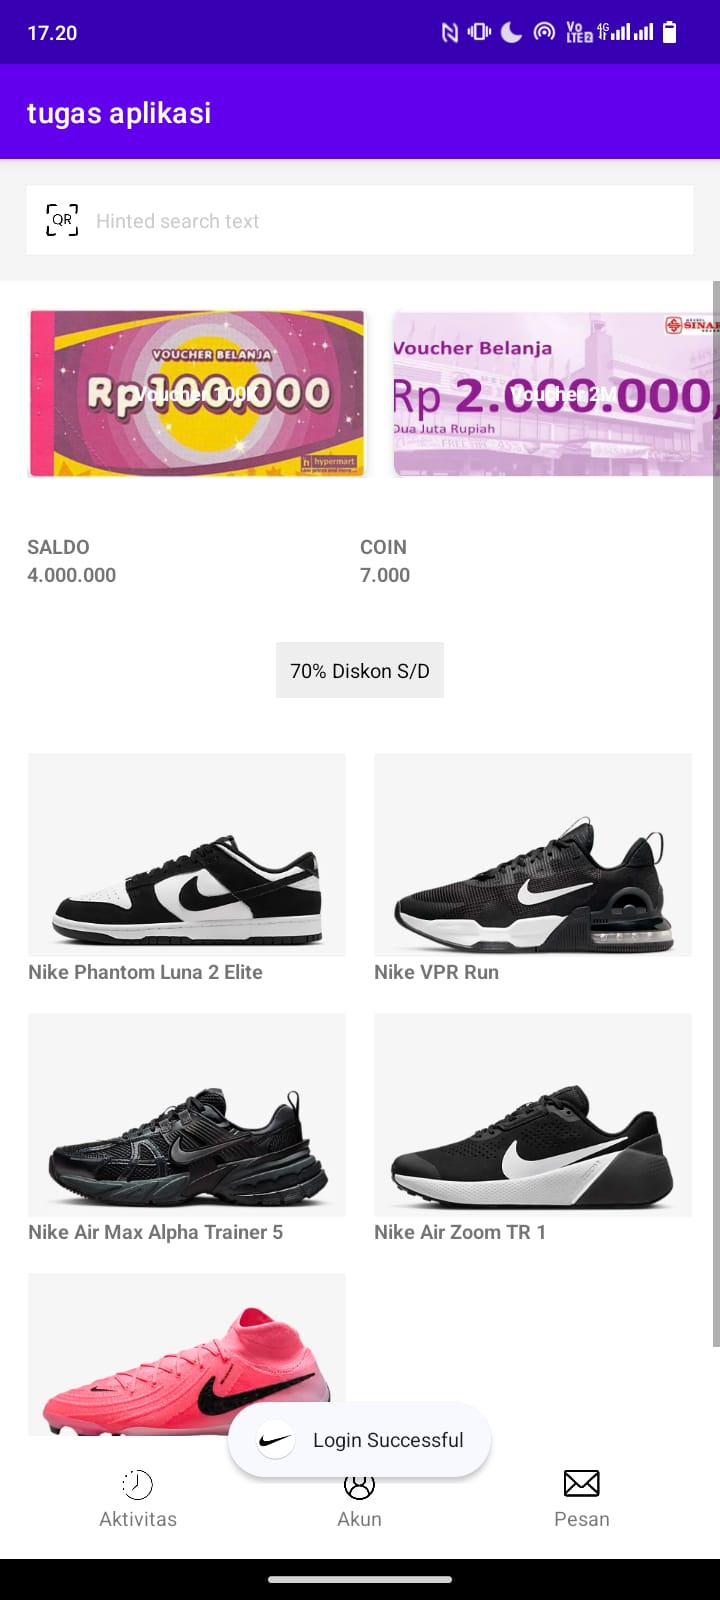 17.20
Vo
LTE2
4G
tugas aplikasi
QR
Hinted search text
VOUCHER BELANJA
Rp100.000
Voucher 100K
hypermart
Voucher Belanja
Rp 2.000.000,
Voucher 2M
Dua Juta Rupiah
SINAR
SALDO
COIN
4.000.000
7.000
70% Diskon S/D
Nike Phantom Luna 2 Elite
Nike VPR Run
Nike Air Max Alpha Trainer 5
Nike Air Zoom TR 1
Login Successful
Aktivitas
Akun
Pesan